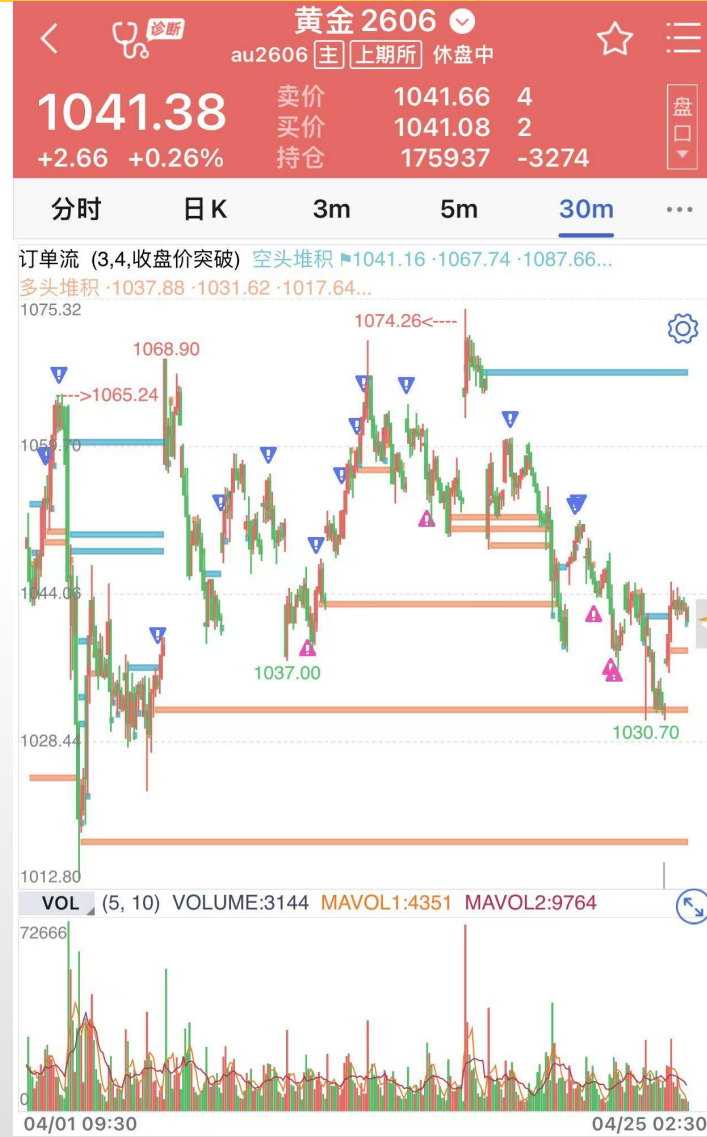 诊断
黄金2606
au2606 主 上期所 休盘中
1041.38
+2.66 +0.26%
卖价 1041.66 4
买价 1041.08 2
持仓 175937 -3274
盘口
分时 日K 3m 5m 30m
订单流 (3,4,收盘价突破) 空头堆积 1041.16 ·1067.74 ·1087.66...
多头堆积 ·1037.88 ·1031.62 ·1017.64...
1075.32
1074.26<----
1068.90
---->1065.24
1059.70
1044.06
1037.00
1030.70
1028.44
1012.80
VOL (5, 10) VOLUME:3144 MAVOL1:4351 MAVOL2:9764
72666
0
04/01 09:30 04/25 02:30